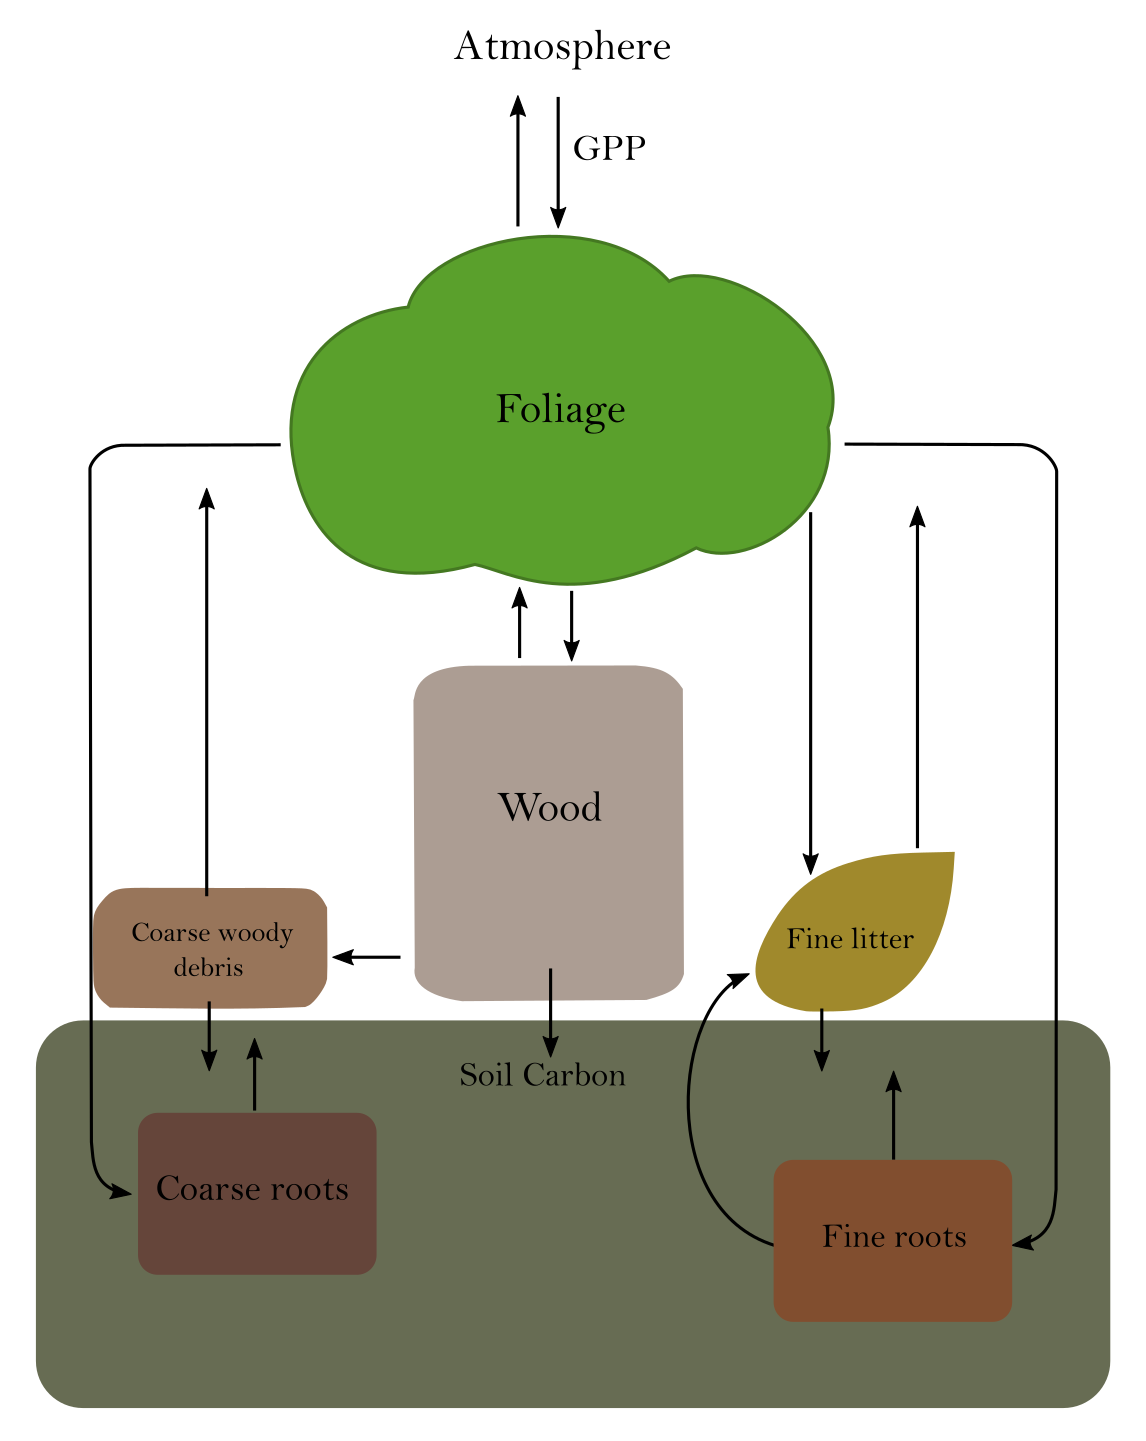 Atmosphere
GPP
Foliage
Wood
Coarse woody
debris
Fine litter
Soil Carbon
Coarse roots
Fine roots